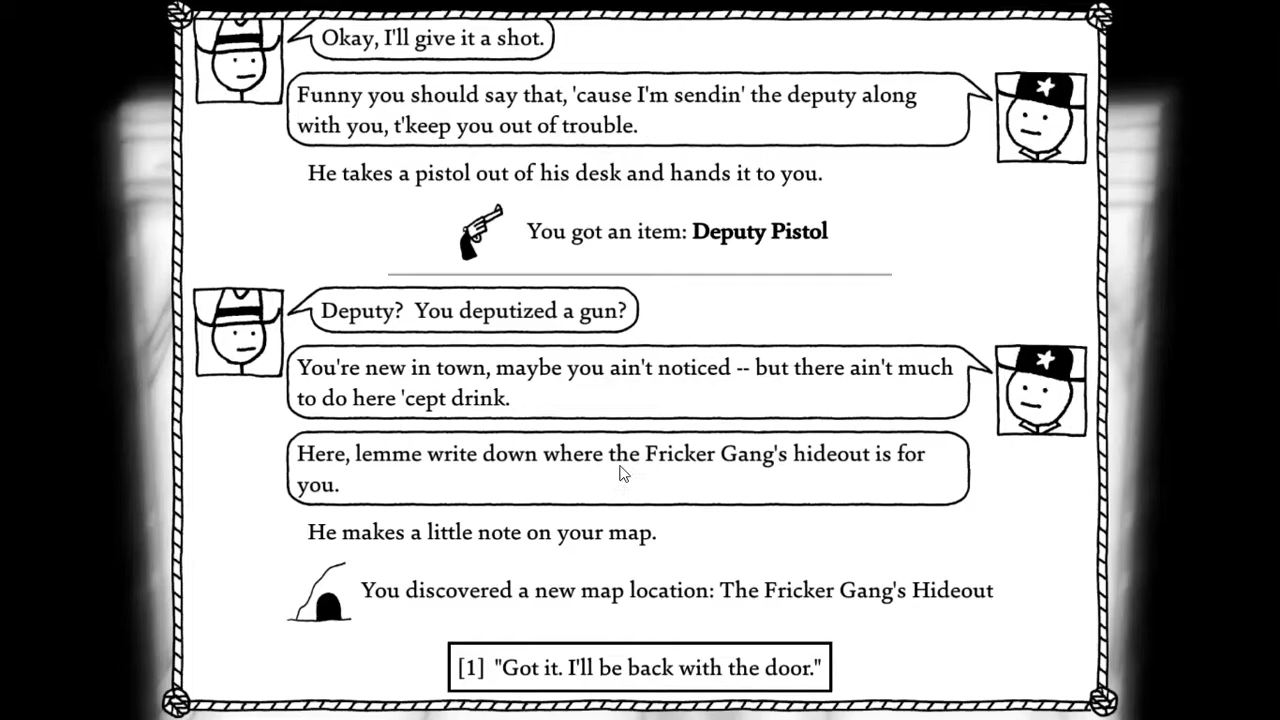 Okay, I'll give it a shot.
Funny you should say that, 'cause I'm sendin' the deputy along
with you, t'keep you out of trouble.
He takes a pistol out of his desk and hands it to you.
You got an item: Deputy Pistol
Deputy?  You deputized a gun?
You're new in town, maybe you ain't noticed -- but there ain't much
to do here 'cept drink.
Here, lemme write down where the Fricker Gang's hideout is for
you.
He makes a little note on your map.
You discovered a new map location: The Fricker Gang's Hideout
[1] "Got it. I'll be back with the door."